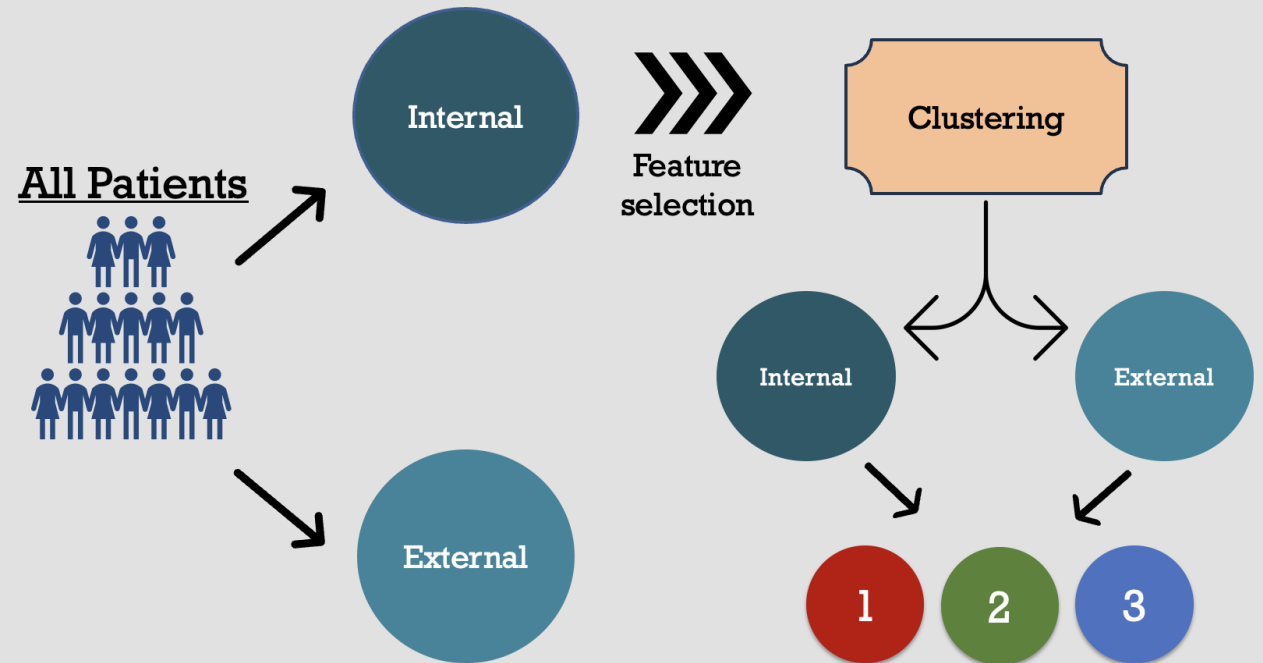 All Patients
Internal
External
Feature
selection
Clustering
Internal
External
1
2
3